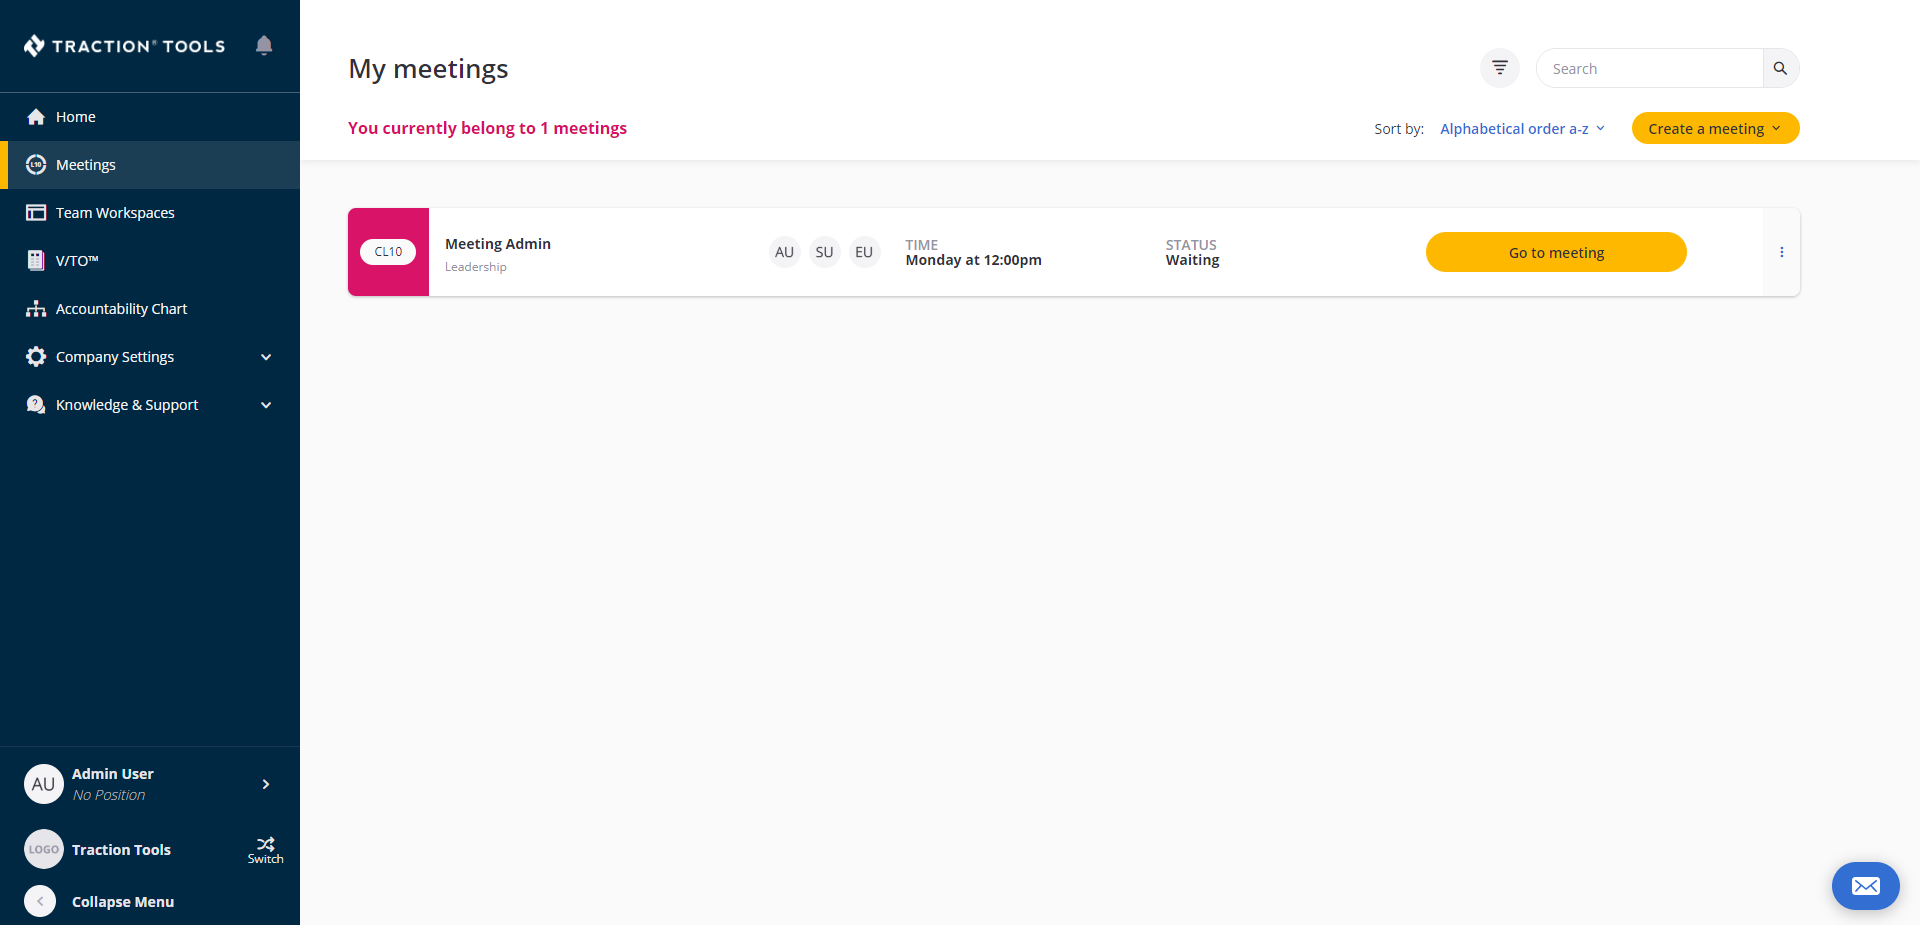 TRACTION® TOOLS
Home
Meetings
Team Workspaces
V/TO™
Accountability Chart
Company Settings
Knowledge & Support
AU
Admin User
No Position
LOGO
Traction Tools
Switch
Collapse Menu
My meetings
Search
You currently belong to 1 meetings
Sort by: Alphabetical order a-z
Create a meeting
CL10
Meeting Admin
Leadership
AU SU EU
TIME
Monday at 12:00pm
STATUS
Waiting
Go to meeting